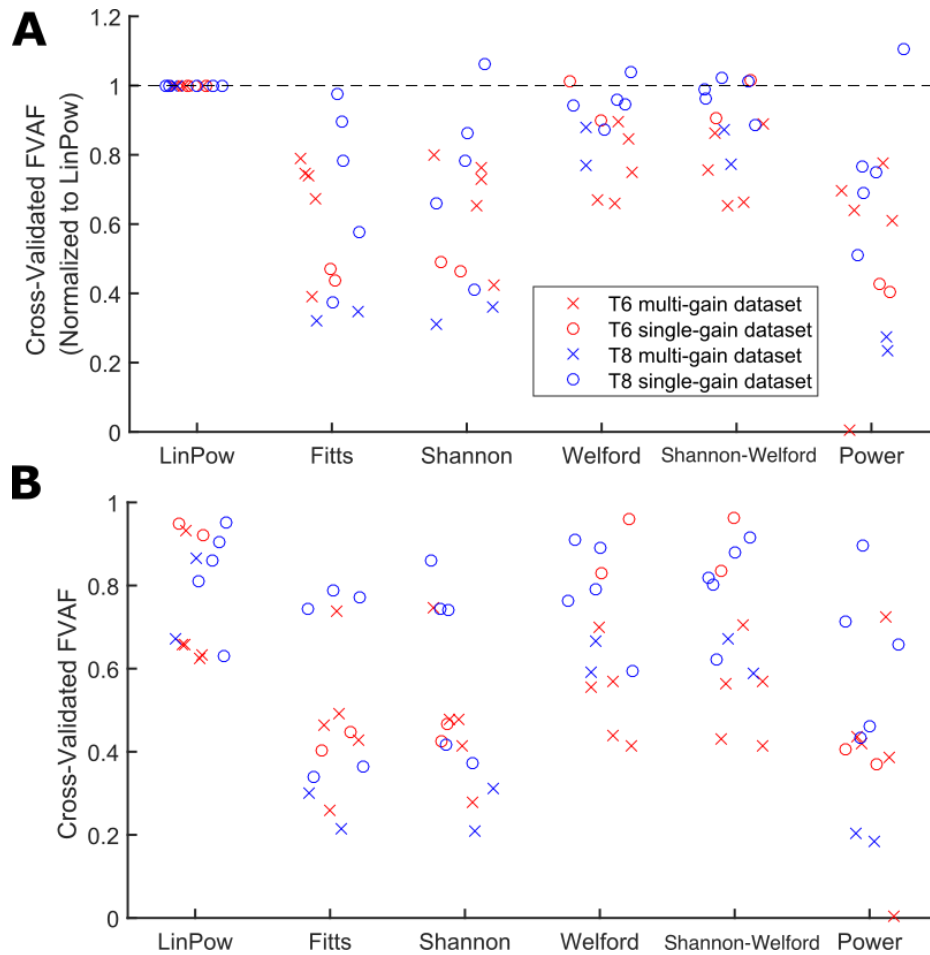 A
Cross-Validated FVAF
(Normalized to LinPow)
1.2
1
0.8
0.6
0.4
0.2
0
T6 multi-gain dataset
T6 single-gain dataset
T8 multi-gain dataset
T8 single-gain dataset
LinPow Fitts Shannon Welford Shannon-Welford Power
B
Cross-Validated FVAF
1
0.8
0.6
0.4
0.2
0
LinPow Fitts Shannon Welford Shannon-Welford Power